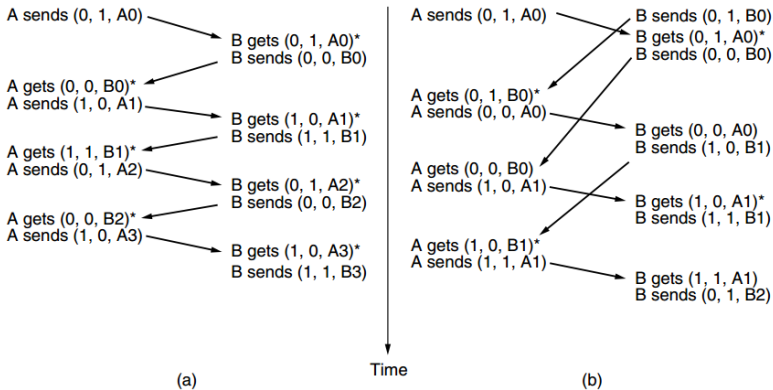 A sends (0, 1, A0)
B gets (0, 1, A0)*
B sends (0, 0, B0)
A gets (0, 0, B0)*
A sends (1, 0, A1)
B gets (1, 0, A1)*
B sends (1, 1, B1)
A gets (1, 1, B1)*
A sends (0, 1, A2)
B gets (0, 1, A2)*
B sends (0, 0, B2)
A gets (0, 0, B2)*
A sends (1, 0, A3)
B gets (1, 0, A3)*
B sends (1, 1, B3)
(a)
Time
A sends (0, 1, A0)
B sends (0, 1, B0)
B gets (0, 1, A0)*
B sends (0, 0, B0)
A gets (0, 1, B0)*
A sends (0, 0, A0)
B gets (0, 0, A0)
B sends (1, 0, B1)
A gets (0, 0, B0)
A sends (1, 0, A1)
B gets (1, 0, A1)*
B sends (1, 1, B1)
A gets (1, 0, B1)*
A sends (1, 1, A1)
B gets (1, 1, A1)
B sends (0, 1, B2)
(b)